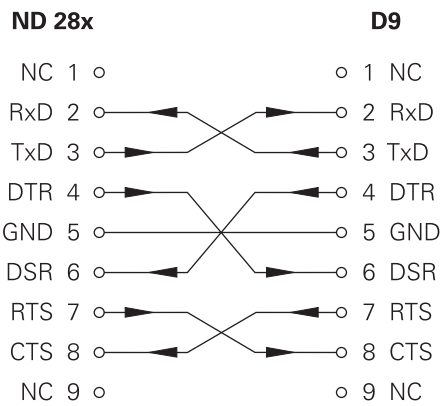 ND 28x D9
NC 1 1 NC
RxD 2 2 RxD
TxD 3 3 TxD
DTR 4 4 DTR
GND 5 5 GND
DSR 6 6 DSR
RTS 7 7 RTS
CTS 8 8 CTS
NC 9 9 NC